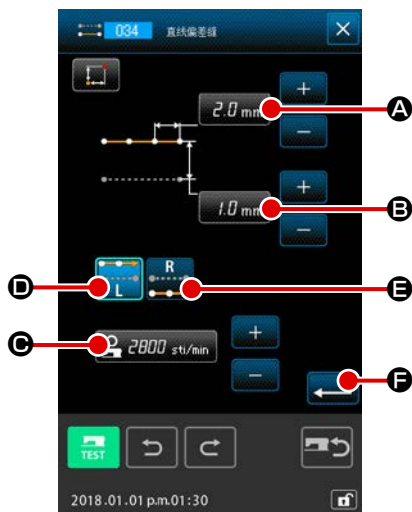 034 直线偏差缝
2.0 mm
A
1.0 mm
B
D
L
R
E
C
2800 sti/min
F
TEST
2018.01.01 p.m.01:30